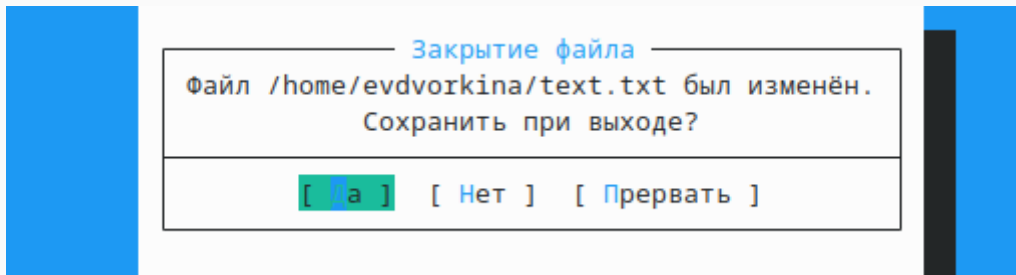 Закрытие файла
Файл /home/evdvorkina/text.txt был изменён.
Сохранить при выходе?
[ Да ] [ Нет ] [ Прервать ]